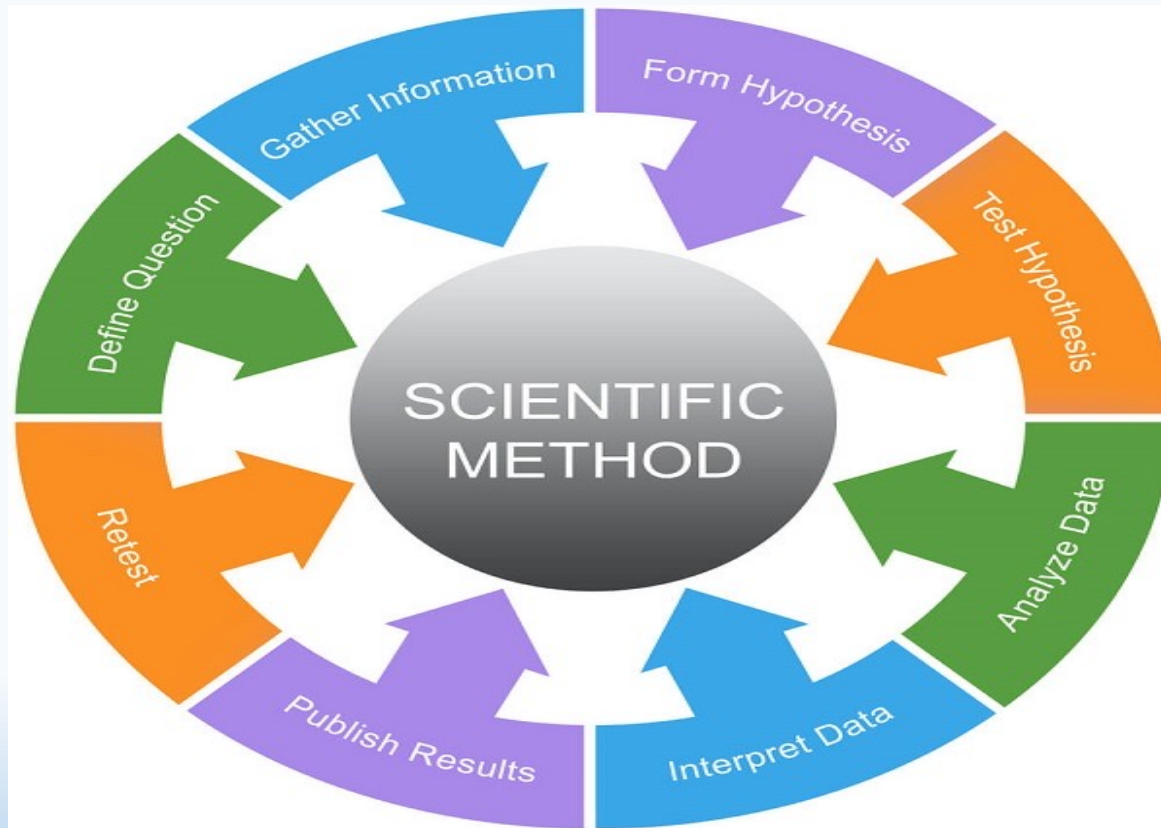 Define Question
Gather Information
Form Hypothesis
Test Hypothesis
Analyze Data
Interpret Data
Publish Results
Retest
SCIENTIFIC
METHOD